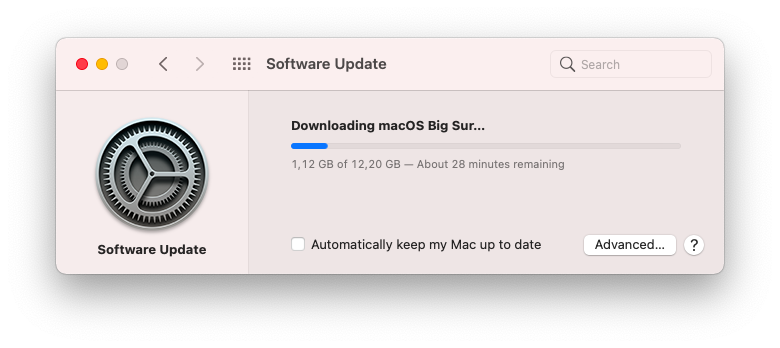 Software Update
Search
Downloading macOS Big Sur...
1,12 GB of 12,20 GB — About 28 minutes remaining
Software Update
Automatically keep my Mac up to date
Advanced...
?